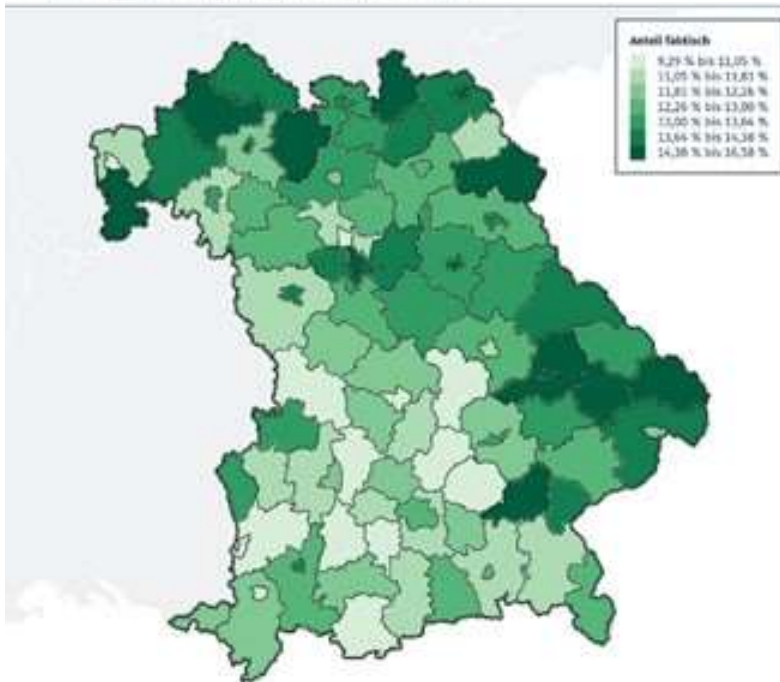 Anteil faktisch
9,29 % bis 11,05 %
11,05 % bis 11,81 %
11,81 % bis 12,26 %
12,26 % bis 13,00 %
13,00 % bis 13,64 %
13,64 % bis 14,38 %
14,38 % bis 16,58 %